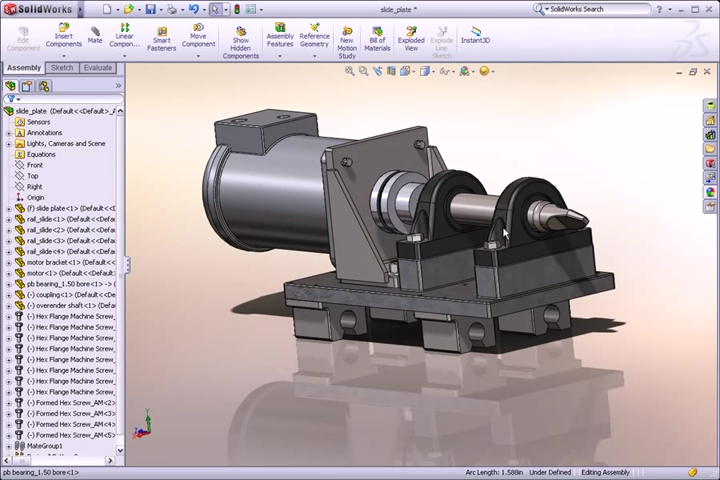 SolidWorks
slide_plate *
SolidWorks Search
Edit Component
Insert Components
Mate
Linear Compon...
Smart Fasteners
Move Component
Show Hidden Components
Assembly Features
Reference Geometry
New Motion Study
Bill of Materials
Exploded View
Explode Line Sketch
Instant3D
Assembly
Sketch
Evaluate
slide_plate (Default<<Default>_A
Sensors
Annotations
Lights, Cameras and Scene
Equations
Front
Top
Right
Origin
(f) slide plate<1> (Default<<D
rail_slide<1> (Default<<Defau
rail_slide<2> (Default<<Defau
rail_slide<3> (Default<<Defau
rail_slide<4> (Default<<Defau
motor bracket<1> (Default<<D
motor<1> (Default<<Default>
pb bearing_1.50 bore<1> -> (
(-) coupling<1> (Default<<De
(-) overender shaft<1> (Defau
(-) Hex Flange Machine Screw_
(-) Hex Flange Machine Screw_
(-) Hex Flange Machine Screw_
(-) Hex Flange Machine Screw_
(-) Hex Flange Machine Screw_
(-) Hex Flange Machine Screw_
(-) Hex Flange Machine Screw_
(-) Hex Flange Machine Screw_
(-) Formed Hex Screw_AM<2>
(-) Formed Hex Screw_AM<3>
(-) Formed Hex Screw_AM<4>
(-) Formed Hex Screw_AM<5>
MateGroup1
pb bearing_1.50 bore<1>
Arc Length: 1.588in
Under Defined
Editing Assembly